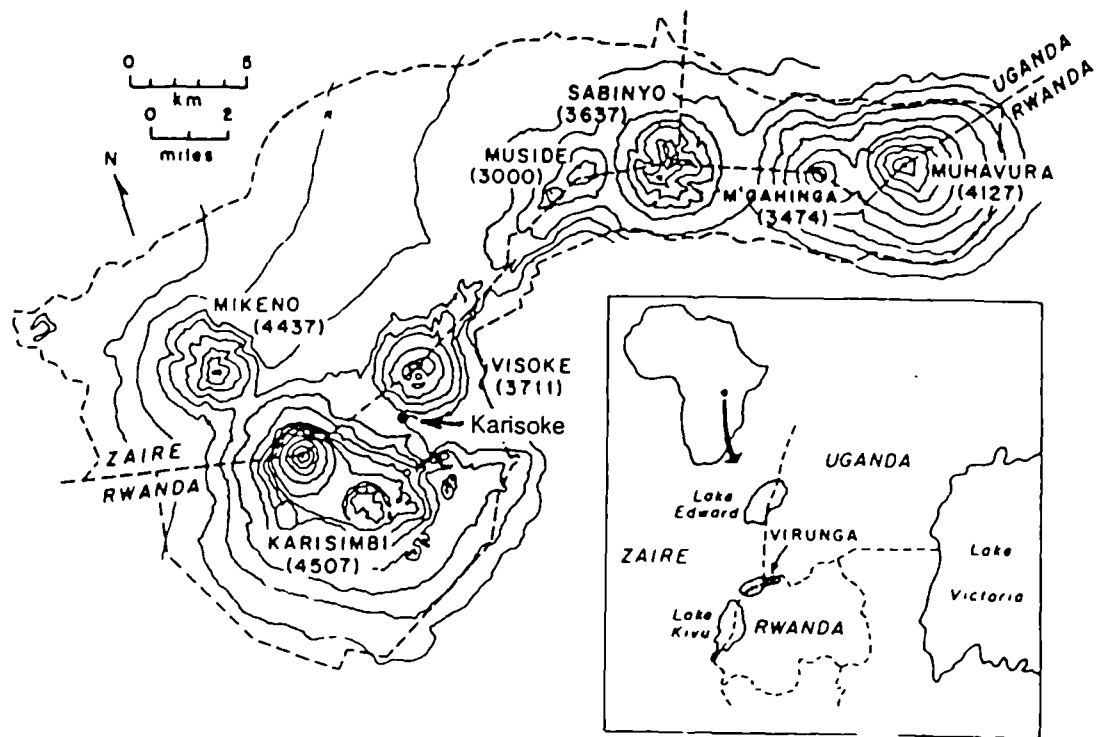 0 5
km
0 2
miles
N
SABINYO
(3637)
MUSIDE
(3000)
UGANDA
RWANDA
M'GAHINGA
(3474)
MUHAVURA
(4127)
MIKENO
(4437)
VISOKE
(3711)
Karisoke
ZAIRE
RWANDA
KARISIMBI
(4507)
UGANDA
Lake
Edward
VIRUNGA
ZAIRE
Lake
Victoria
Lake
Kivu
RWANDA